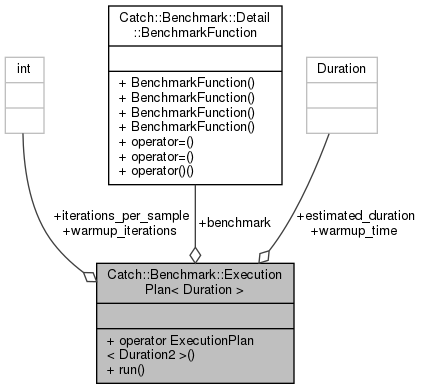 Catch::Benchmark::Detail
::BenchmarkFunction
int
Duration
+ BenchmarkFunction()
+ BenchmarkFunction()
+ BenchmarkFunction()
+ BenchmarkFunction()
+ operator=()
+ operator=()
+ operator()()
+iterations_per_sample
+warmup_iterations
+benchmark
+estimated_duration
+warmup_time
Catch::Benchmark::Execution
Plan< Duration >
+ operator ExecutionPlan
< Duration2 >()
+ run()